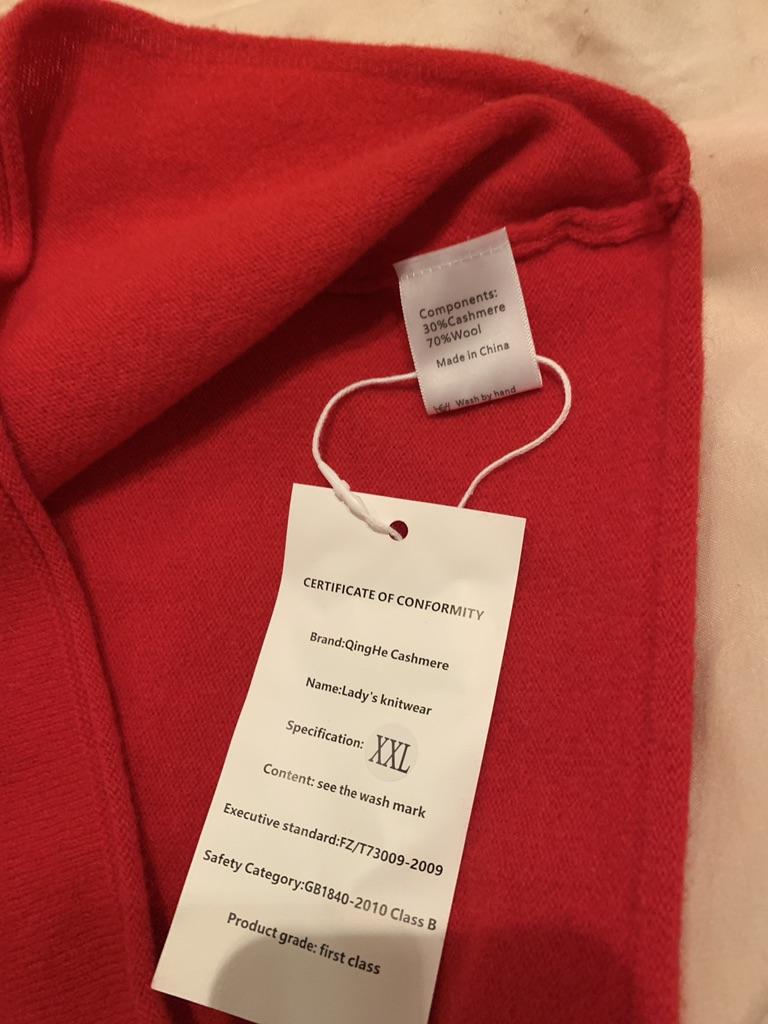 Components:
30%Cashmere
70%Wool
Made in China
Wash by hand
CERTIFICATE OF CONFORMITY
Brand:QingHe Cashmere
Name:Lady's knitwear
Specification: XXL
Content: see the wash mark
Executive standard:FZ/T73009-2009
Safety Category:GB1840-2010 Class B
Product grade: first class